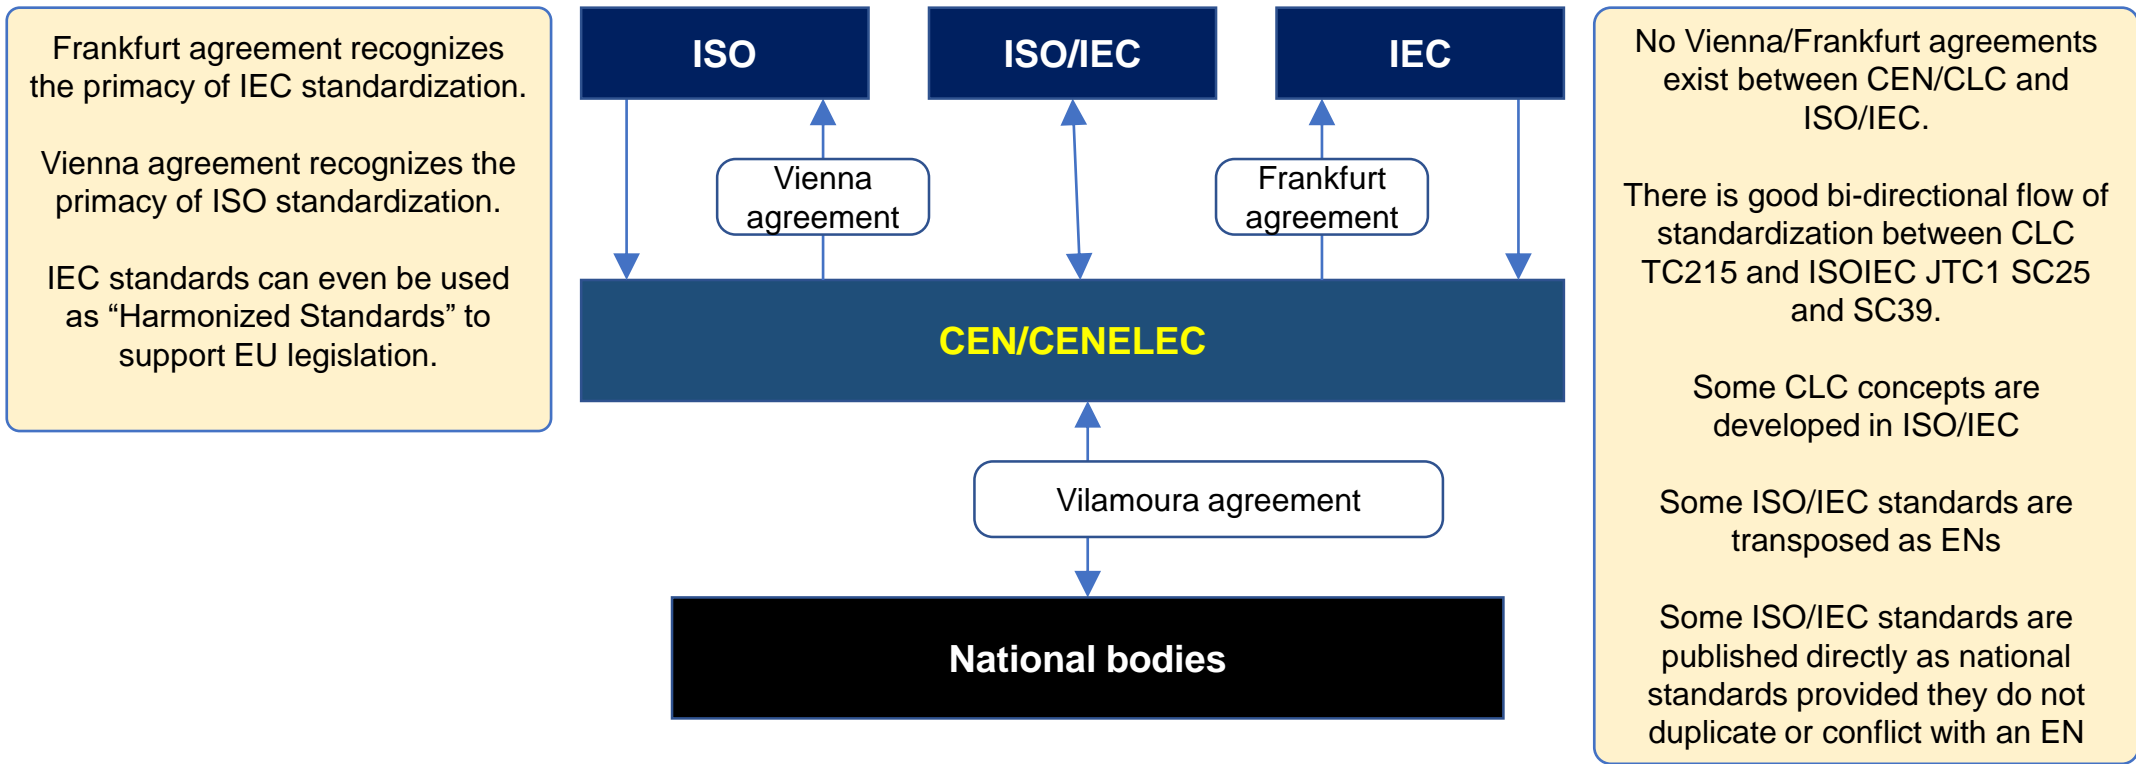 Frankfurt agreement recognizes
the primacy of IEC standardization.
Vienna agreement recognizes the
primacy of ISO standardization.
IEC standards can even be used
as “Harmonized Standards” to
support EU legislation.
ISO
ISO/IEC
IEC
Vienna
agreement
Frankfurt
agreement
CEN/CENELEC
Vilamoura agreement
National bodies
No Vienna/Frankfurt agreements
exist between CEN/CLC and
ISO/IEC.
There is good bi-directional flow of
standardization between CLC
TC215 and ISOIEC JTC1 SC25
and SC39.
Some CLC concepts are
developed in ISO/IEC
Some ISO/IEC standards are
transposed as ENs
Some ISO/IEC standards are
published directly as national
standards provided they do not
duplicate or conflict with an EN